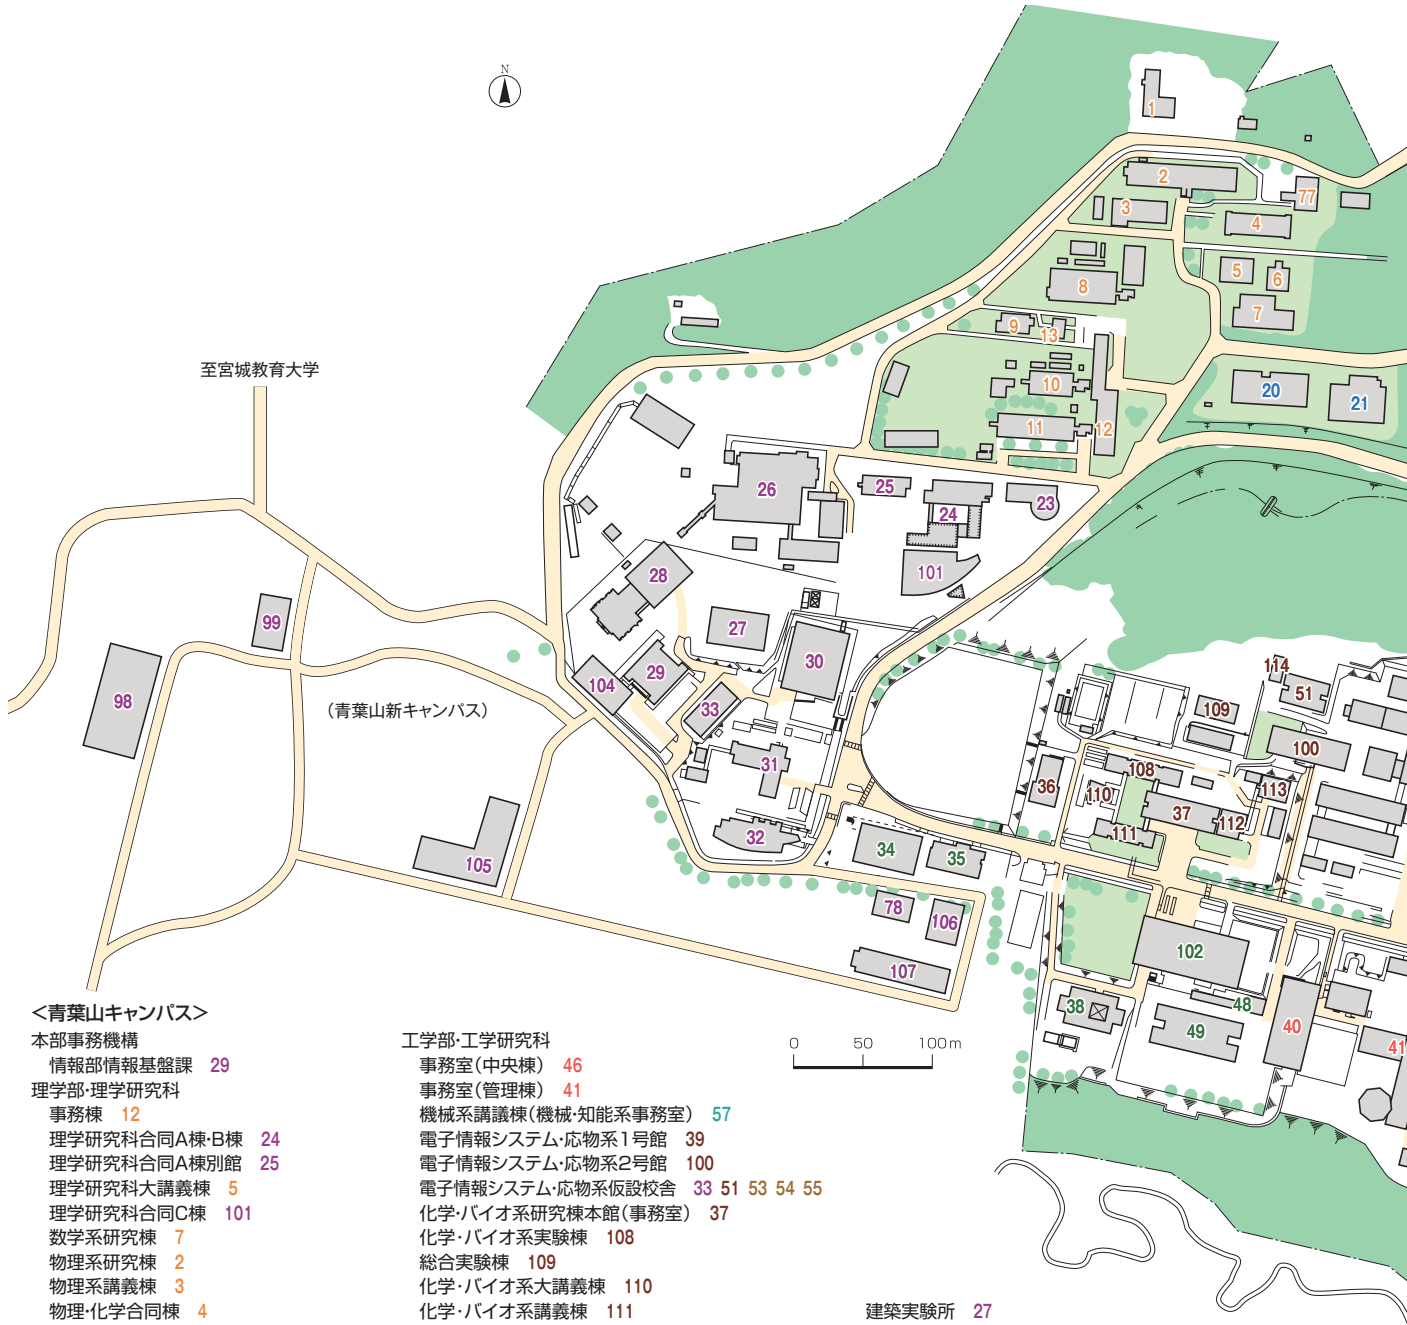 N
1
2
77
3
4
5
6
8
7
9
13
至宮城教育大学
10
20
21
11
12
26
25
23
24
101
28
99
27
30
29
104
114
51
98
33
109
(青葉山新キャンパス)
100
31
108
36
110
113
37
112
111
32
34
35
105
78
106
102
107
38
48
49
40
41
0 50 100m
<青葉山キャンパス>
本部事務機構
情報部情報基盤課 29
理学部・理学研究科
事務棟 12
理学研究科合同A棟・B棟 24
理学研究科合同A棟別館 25
理学研究科大講義棟 5
理学研究科合同C棟 101
数学系研究棟 7
物理系研究棟 2
物理系講義棟 3
物理・化学合同棟 4
工学部・工学研究科
事務室(中央棟) 46
事務室(管理棟) 41
機械系講議棟(機械・知能系事務室) 57
電子情報システム・応物系1号館 39
電子情報システム・応物系2号館 100
電子情報システム・応物系仮設校舎 33 51 53 54 55
化学・バイオ系研究棟本館(事務室) 37
化学・バイオ系実験棟 108
総合実験棟 109
化学・バイオ系大講義棟 110
化学・バイオ系講義棟 111
建築実験所 27